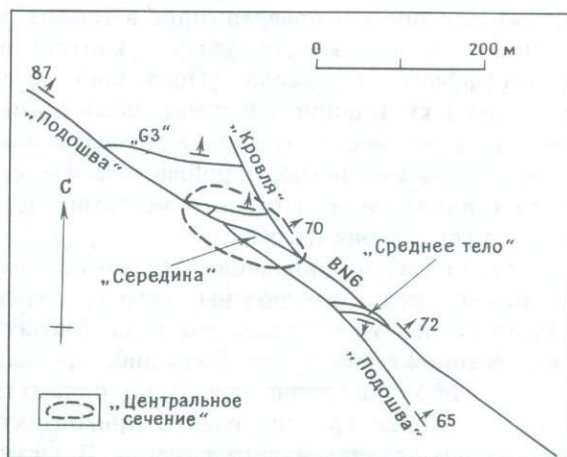 0 200 м
87
„Подошва“
„G3“
„Кровля“
С
70
BN6
„Среднее тело“
„Середина“
72
„Подошва“
65
„Центральное
сечение“